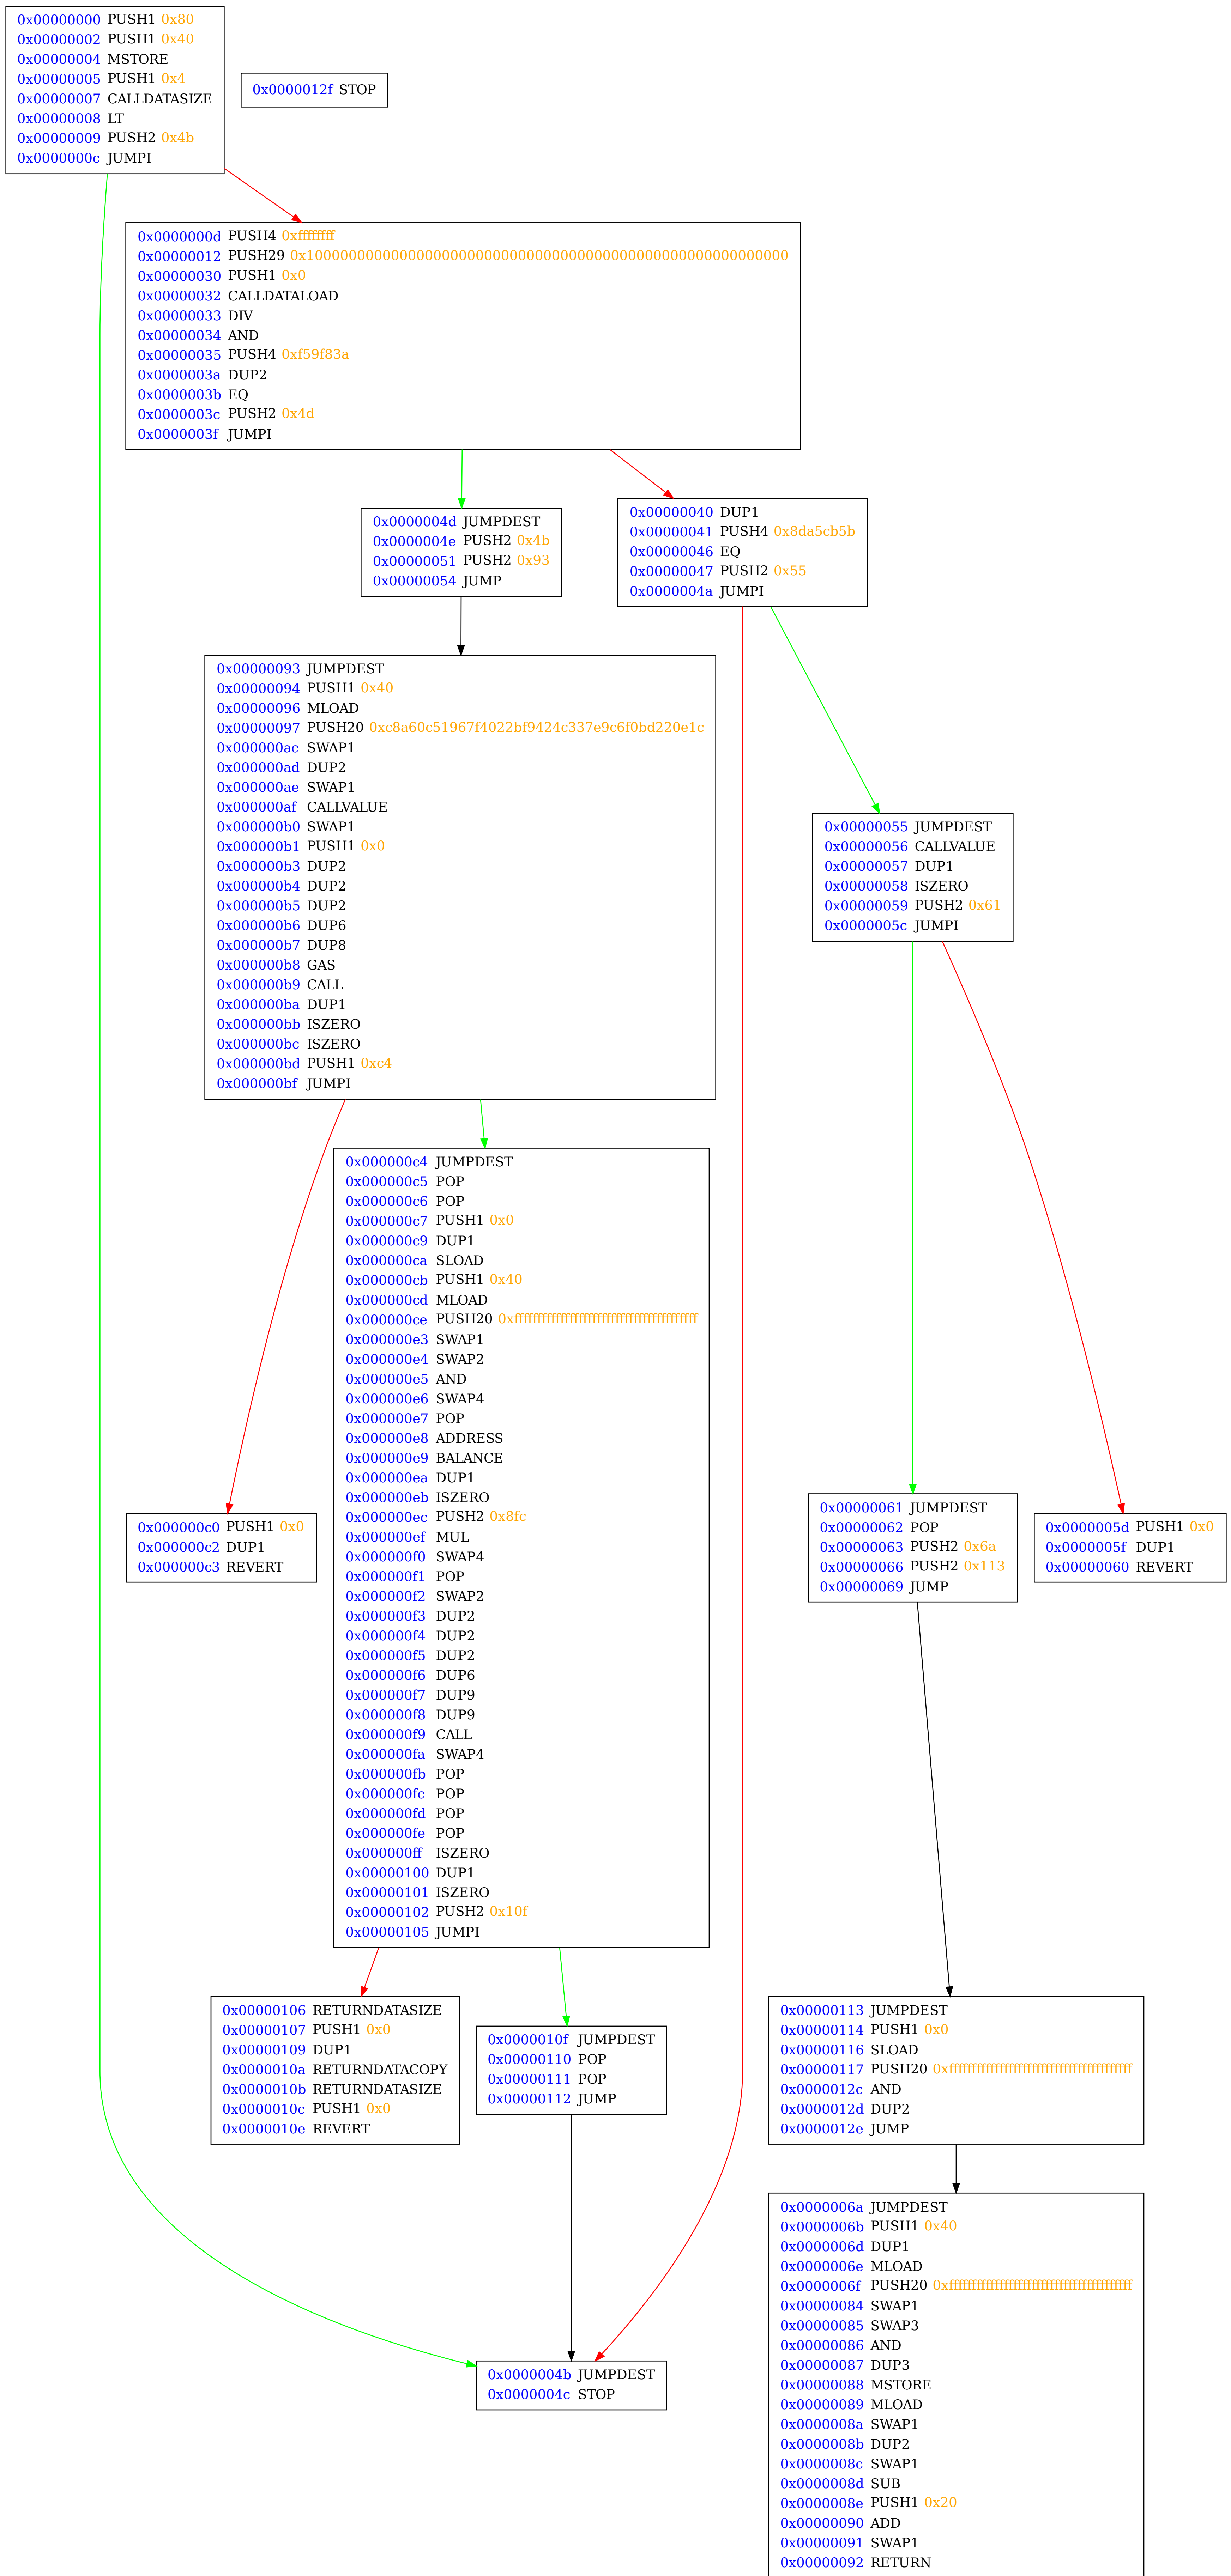 0x00000000 PUSH1 0x80
0x00000002 PUSH1 0x40
0x00000004 MSTORE
0x00000005 PUSH1 0x4
0x00000007 CALLDATASIZE
0x00000008 LT
0x00000009 PUSH2 0x4b
0x0000000c JUMPI
0x0000012f STOP
0x0000000d PUSH4 0xffffffff
0x00000012 PUSH29 0x100000000000000000000000000000000000000000000000000000000
0x00000030 PUSH1 0x0
0x00000032 CALLDATALOAD
0x00000033 DIV
0x00000034 AND
0x00000035 PUSH4 0xf59f83a
0x0000003a DUP2
0x0000003b EQ
0x0000003c PUSH2 0x4d
0x0000003f JUMPI
0x0000004d JUMPDEST
0x0000004e PUSH2 0x4b
0x00000051 PUSH2 0x93
0x00000054 JUMP
0x00000040 DUP1
0x00000041 PUSH4 0x8da5cb5b
0x00000046 EQ
0x00000047 PUSH2 0x55
0x0000004a JUMPI
0x00000093 JUMPDEST
0x00000094 PUSH1 0x40
0x00000096 MLOAD
0x00000097 PUSH20 0xc8a60c51967f4022bf9424c337e9c6f0bd220e1c
0x000000ac SWAP1
0x000000ad DUP2
0x000000ae SWAP1
0x000000af CALLVALUE
0x000000b0 SWAP1
0x000000b1 PUSH1 0x0
0x000000b3 DUP2
0x000000b4 DUP2
0x000000b5 DUP2
0x000000b6 DUP6
0x000000b7 DUP8
0x000000b8 GAS
0x000000b9 CALL
0x000000ba DUP1
0x000000bb ISZERO
0x000000bc ISZERO
0x000000bd PUSH1 0xc4
0x000000bf JUMPI
0x00000055 JUMPDEST
0x00000056 CALLVALUE
0x00000057 DUP1
0x00000058 ISZERO
0x00000059 PUSH2 0x61
0x0000005c JUMPI
0x000000c4 JUMPDEST
0x000000c5 POP
0x000000c6 POP
0x000000c7 PUSH1 0x0
0x000000c9 DUP1
0x000000ca SLOAD
0x000000cb PUSH1 0x40
0x000000cd MLOAD
0x000000ce PUSH20 0xffffffffffffffffffffffffffffffffffffffff
0x000000e3 SWAP1
0x000000e4 SWAP2
0x000000e5 AND
0x000000e6 SWAP4
0x000000e7 POP
0x000000e8 ADDRESS
0x000000e9 BALANCE
0x000000ea DUP1
0x000000eb ISZERO
0x000000ec PUSH2 0x8fc
0x000000ef MUL
0x000000f0 SWAP4
0x000000f1 POP
0x000000f2 SWAP2
0x000000f3 DUP2
0x000000f4 DUP2
0x000000f5 DUP2
0x000000f6 DUP6
0x000000f7 DUP9
0x000000f8 DUP9
0x000000f9 CALL
0x000000fa SWAP4
0x000000fb POP
0x000000fc POP
0x000000fd POP
0x000000fe POP
0x000000ff ISZERO
0x00000100 DUP1
0x00000101 ISZERO
0x00000102 PUSH2 0x10f
0x00000105 JUMPI
0x000000c0 PUSH1 0x0
0x000000c2 DUP1
0x000000c3 REVERT
0x00000061 JUMPDEST
0x00000062 POP
0x00000063 PUSH2 0x6a
0x00000066 PUSH2 0x113
0x00000069 JUMP
0x0000005d PUSH1 0x0
0x0000005f DUP1
0x00000060 REVERT
0x00000106 RETURNDATASIZE
0x00000107 PUSH1 0x0
0x00000109 DUP1
0x0000010a RETURNDATACOPY
0x0000010b RETURNDATASIZE
0x0000010c PUSH1 0x0
0x0000010e REVERT
0x0000010f JUMPDEST
0x00000110 POP
0x00000111 POP
0x00000112 JUMP
0x00000113 JUMPDEST
0x00000114 PUSH1 0x0
0x00000116 SLOAD
0x00000117 PUSH20 0xffffffffffffffffffffffffffffffffffffffff
0x0000012c AND
0x0000012d DUP2
0x0000012e JUMP
0x0000004b JUMPDEST
0x0000004c STOP
0x0000006a JUMPDEST
0x0000006b PUSH1 0x40
0x0000006d DUP1
0x0000006e MLOAD
0x0000006f PUSH20 0xffffffffffffffffffffffffffffffffffffffff
0x00000084 SWAP1
0x00000085 SWAP3
0x00000086 AND
0x00000087 DUP3
0x00000088 MSTORE
0x00000089 MLOAD
0x0000008a SWAP1
0x0000008b DUP2
0x0000008c SWAP1
0x0000008d SUB
0x0000008e PUSH1 0x20
0x00000090 ADD
0x00000091 SWAP1
0x00000092 RETURN